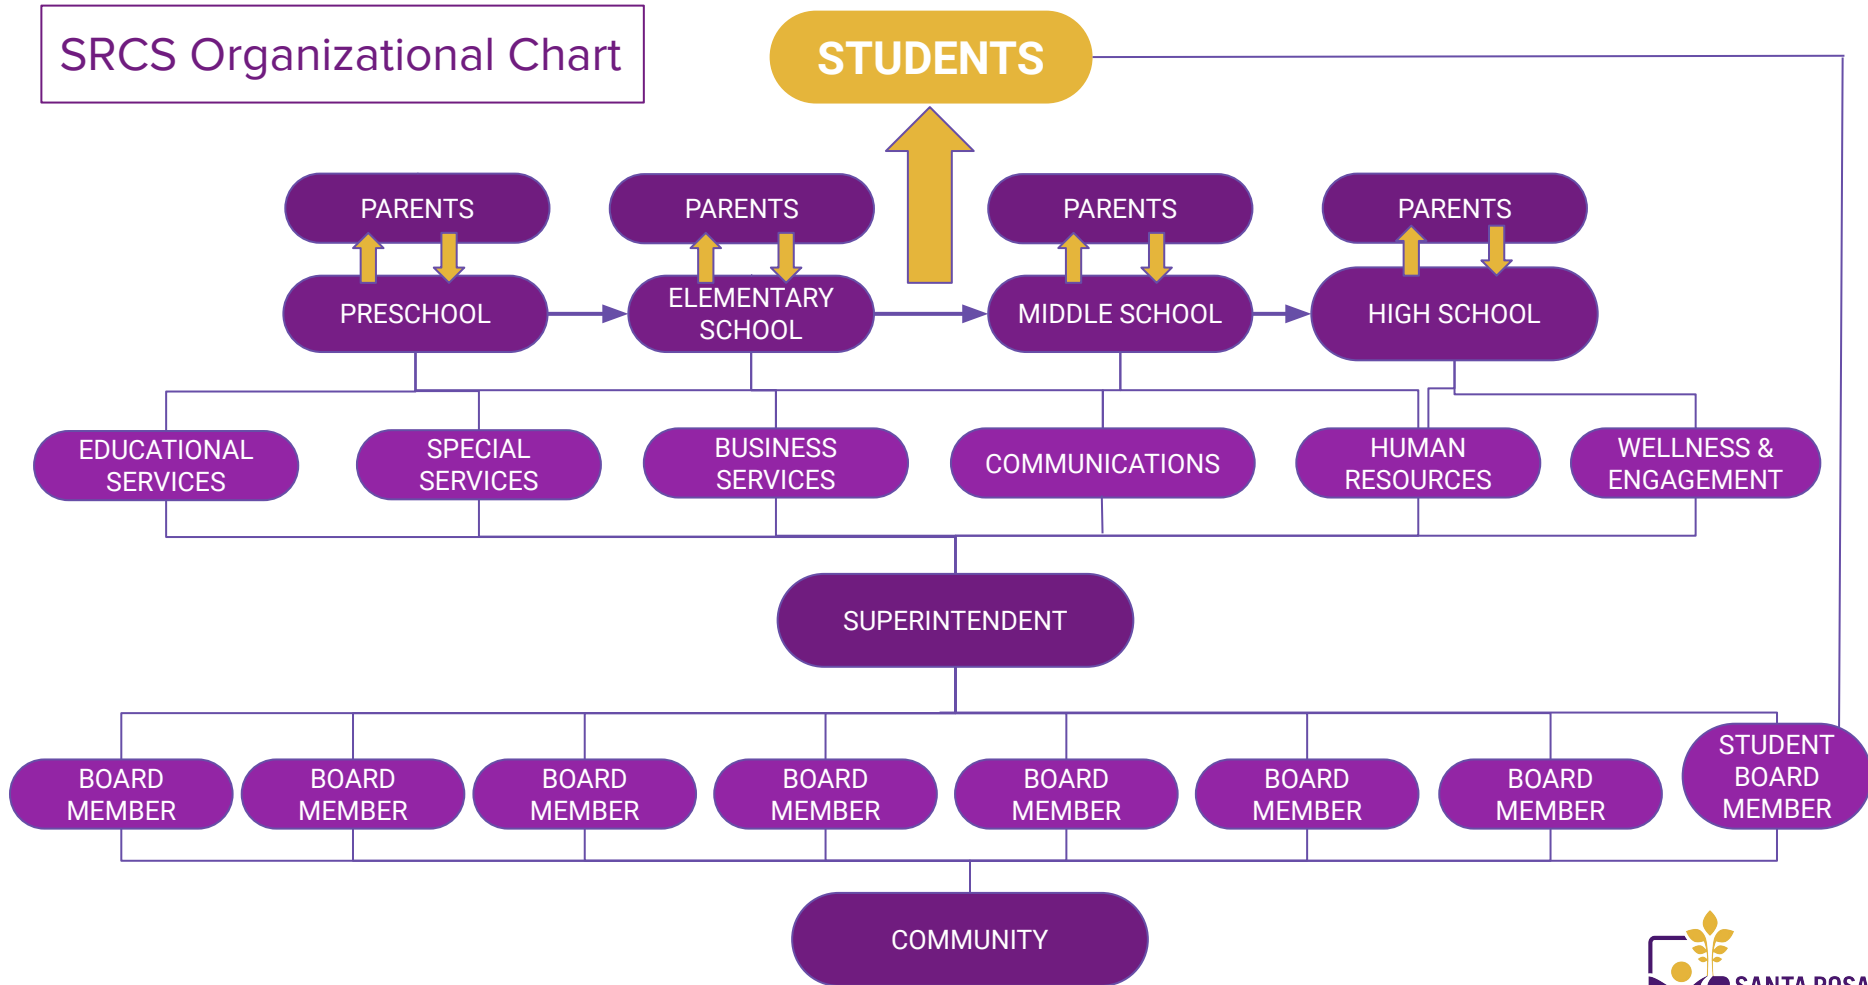 SRCS Organizational Chart
STUDENTS
PARENTS
PARENTS
PARENTS
PARENTS
PRESCHOOL
ELEMENTARY
SCHOOL
MIDDLE SCHOOL
HIGH SCHOOL
EDUCATIONAL
SERVICES
SPECIAL
SERVICES
BUSINESS
SERVICES
COMMUNICATIONS
HUMAN
RESOURCES
WELLNESS &
ENGAGEMENT
SUPERINTENDENT
BOARD
MEMBER
BOARD
MEMBER
BOARD
MEMBER
BOARD
MEMBER
BOARD
MEMBER
BOARD
MEMBER
BOARD
MEMBER
STUDENT
BOARD
MEMBER
COMMUNITY
SANTA ROSA